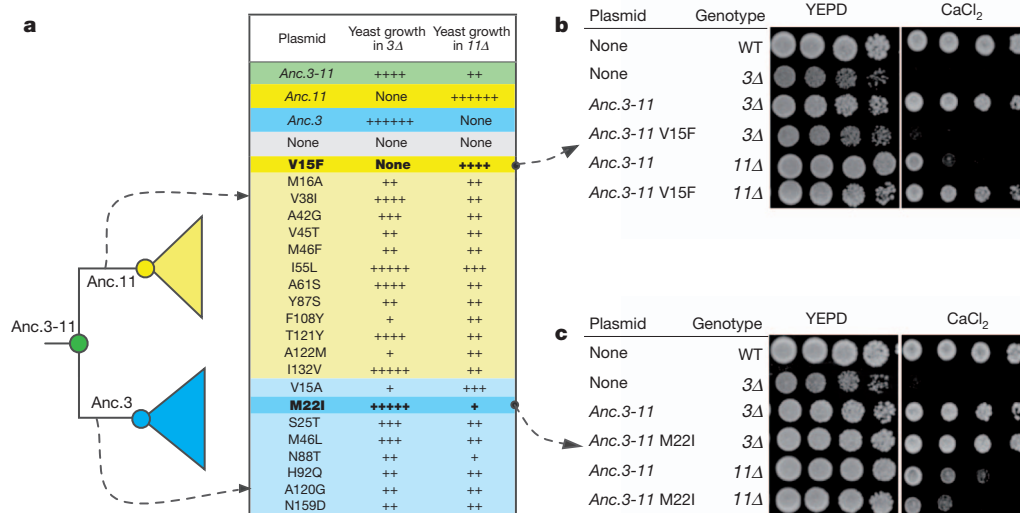 a
Plasmid Yeast growth in 3Δ Yeast growth in 11Δ
Anc.3-11 ++++ ++
Anc.11 None ++++++
Anc.3 ++++++ None
None None None
V15F None ++++
M16A ++ ++
V38I ++++ ++
A42G +++ ++
V45T ++ ++
M46F ++ ++
I55L +++++ +++
A61S ++++ ++
Y87S ++ ++
F108Y + ++
T121Y ++++ ++
A122M + ++
I132V +++++ ++
V15A + +++
M22I +++++ +
S25T +++ ++
M46L +++ ++
N88T ++ +
H92Q ++ ++
A120G ++ ++
N159D ++ ++
Anc.11
Anc.3-11
Anc.3
b
Plasmid Genotype YEPD CaCl2
None WT
None 3Δ
Anc.3-11 3Δ
Anc.3-11 V15F 3Δ
Anc.3-11 11Δ
Anc.3-11 V15F 11Δ
c
Plasmid Genotype YEPD CaCl2
None WT
None 3Δ
Anc.3-11 3Δ
Anc.3-11 M22I 3Δ
Anc.3-11 11Δ
Anc.3-11 M22I 11Δ